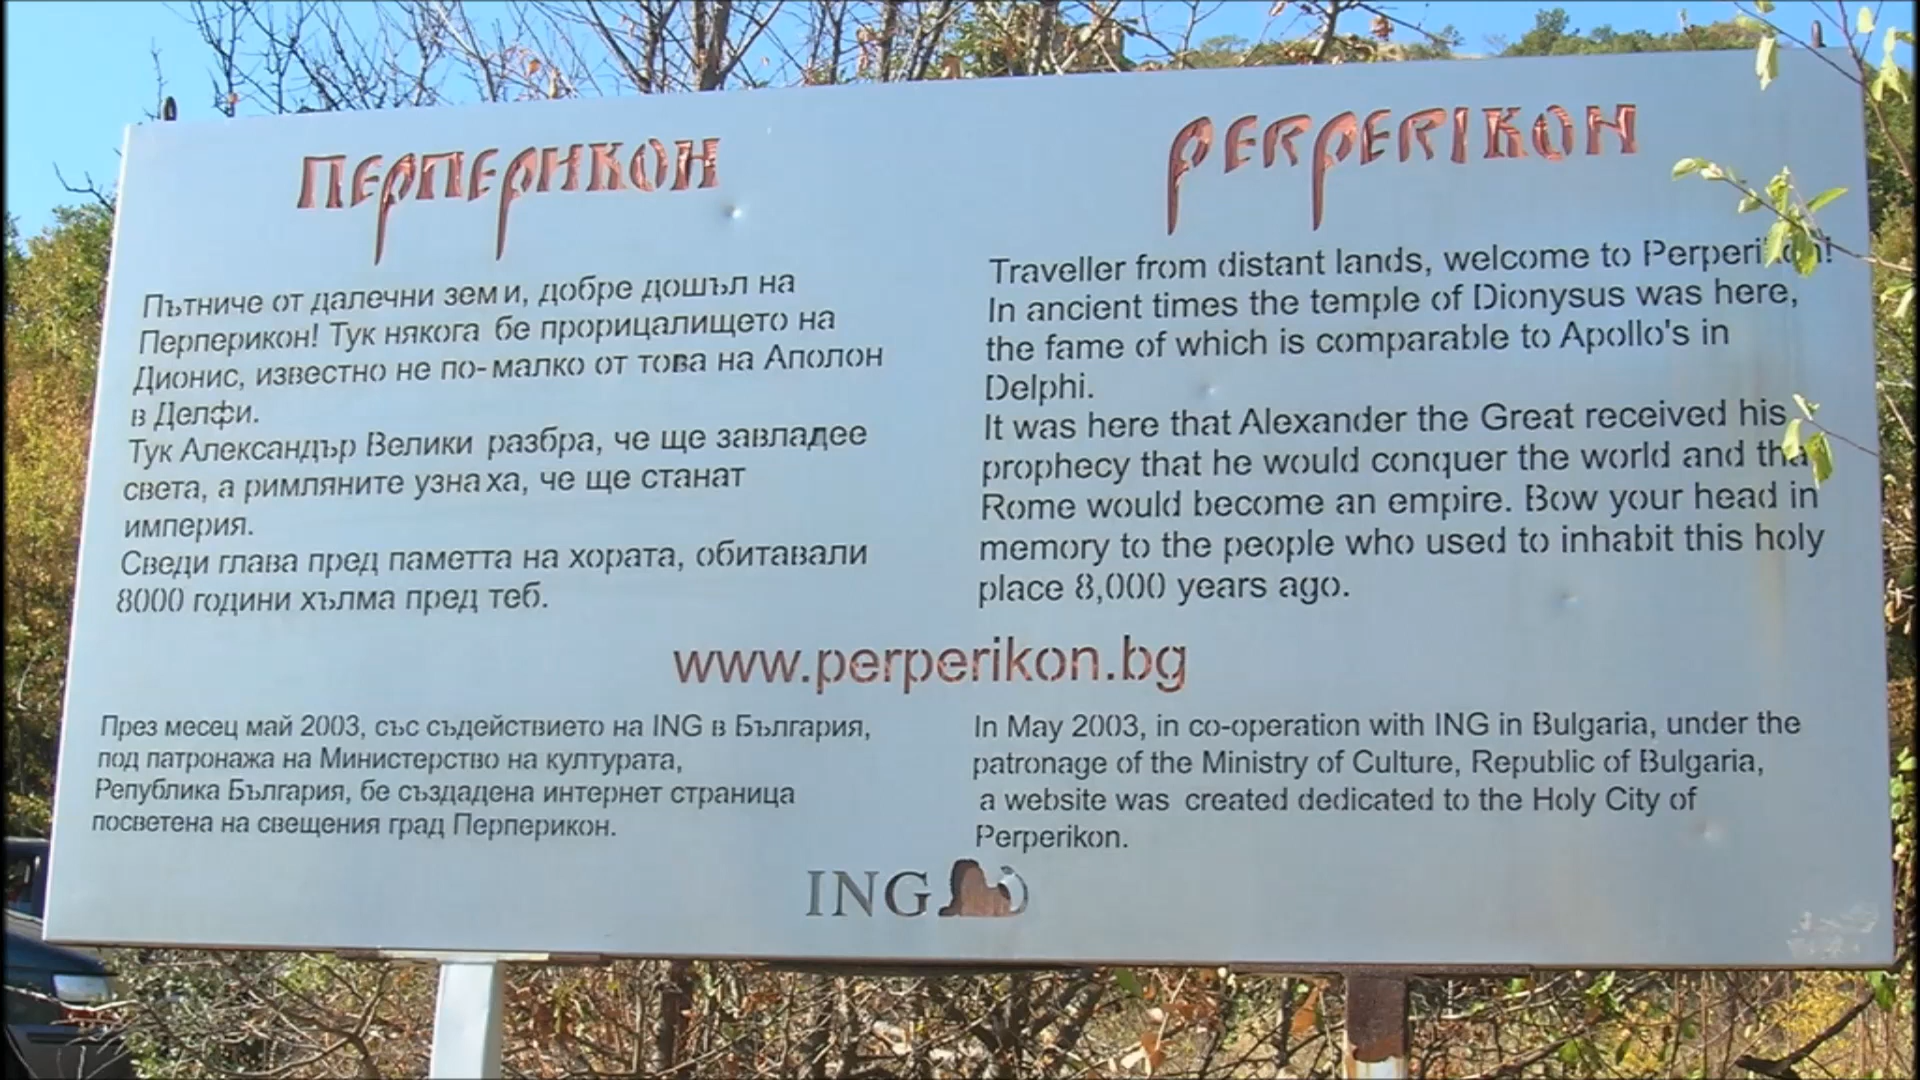 Перперикон
Пътниче от далечни земи, добре дошъл на
Перперикон! Тук някога бе прорицалището на
Дионис, известно не по-малко от това на Аполон
в Делфи.
Тук Александър Велики разбра, че ще завладее
света, а римляните узнаха, че ще станат
империя.
Сведи глава пред паметта на хората, обитавали
8000 години хълма пред теб.
PERPERIKON
Traveller from distant lands, welcome to Perperikon!
In ancient times the temple of Dionysus was here,
the fame of which is comparable to Apollo's in
Delphi.
It was here that Alexander the Great received his
prophecy that he would conquer the world and that
Rome would become an empire. Bow your head in
memory to the people who used to inhabit this holy
place 8,000 years ago.
www.perperikon.bg
През месец май 2003, със съдействието на ING в България,
под патронажа на Министерство на културата,
Република България, бе създадена интернет страница
посветена на свещения град Перперикон.
In May 2003, in co-operation with ING in Bulgaria, under the
patronage of the Ministry of Culture, Republic of Bulgaria,
a website was created dedicated to the Holy City of
Perperikon.
ING